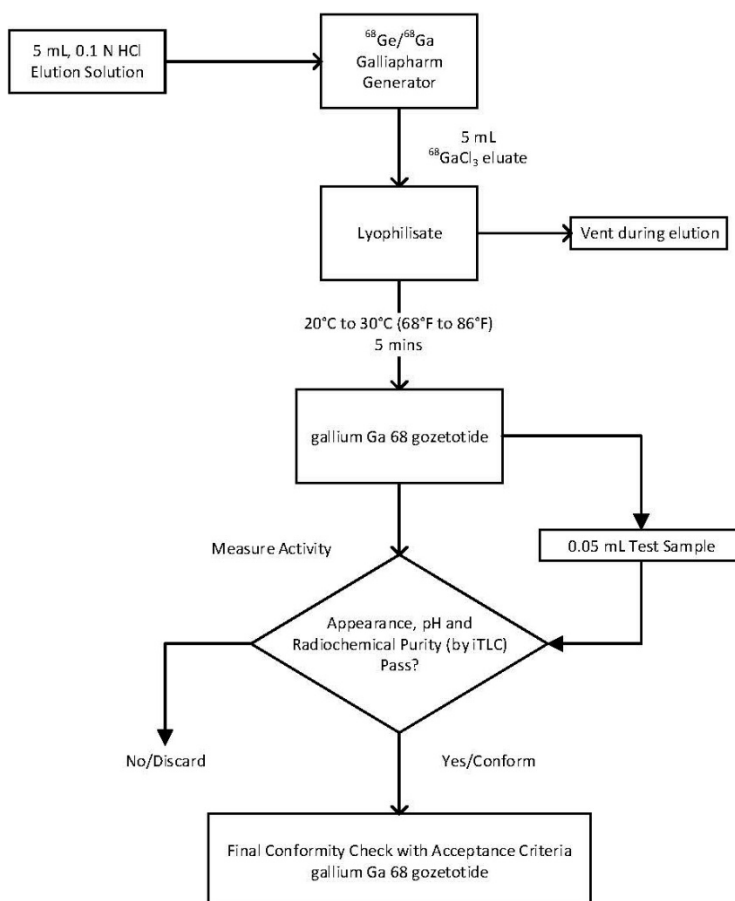 5 mL, 0.1 N HCl
Elution Solution
⁶⁸Ge/⁶⁸Ga
Galliapharm
Generator
5 mL
⁶⁸GaCl₃ eluate
Lyophilisate
Vent during elution
20°C to 30°C (68°F to 86°F)
5 mins
gallium Ga 68 gozetotide
0.05 mL Test Sample
Measure Activity
Appearance, pH and
Radiochemical Purity (by iTLC)
Pass?
No/Discard
Yes/Conform
Final Conformity Check with Acceptance Criteria
gallium Ga 68 gozetotide